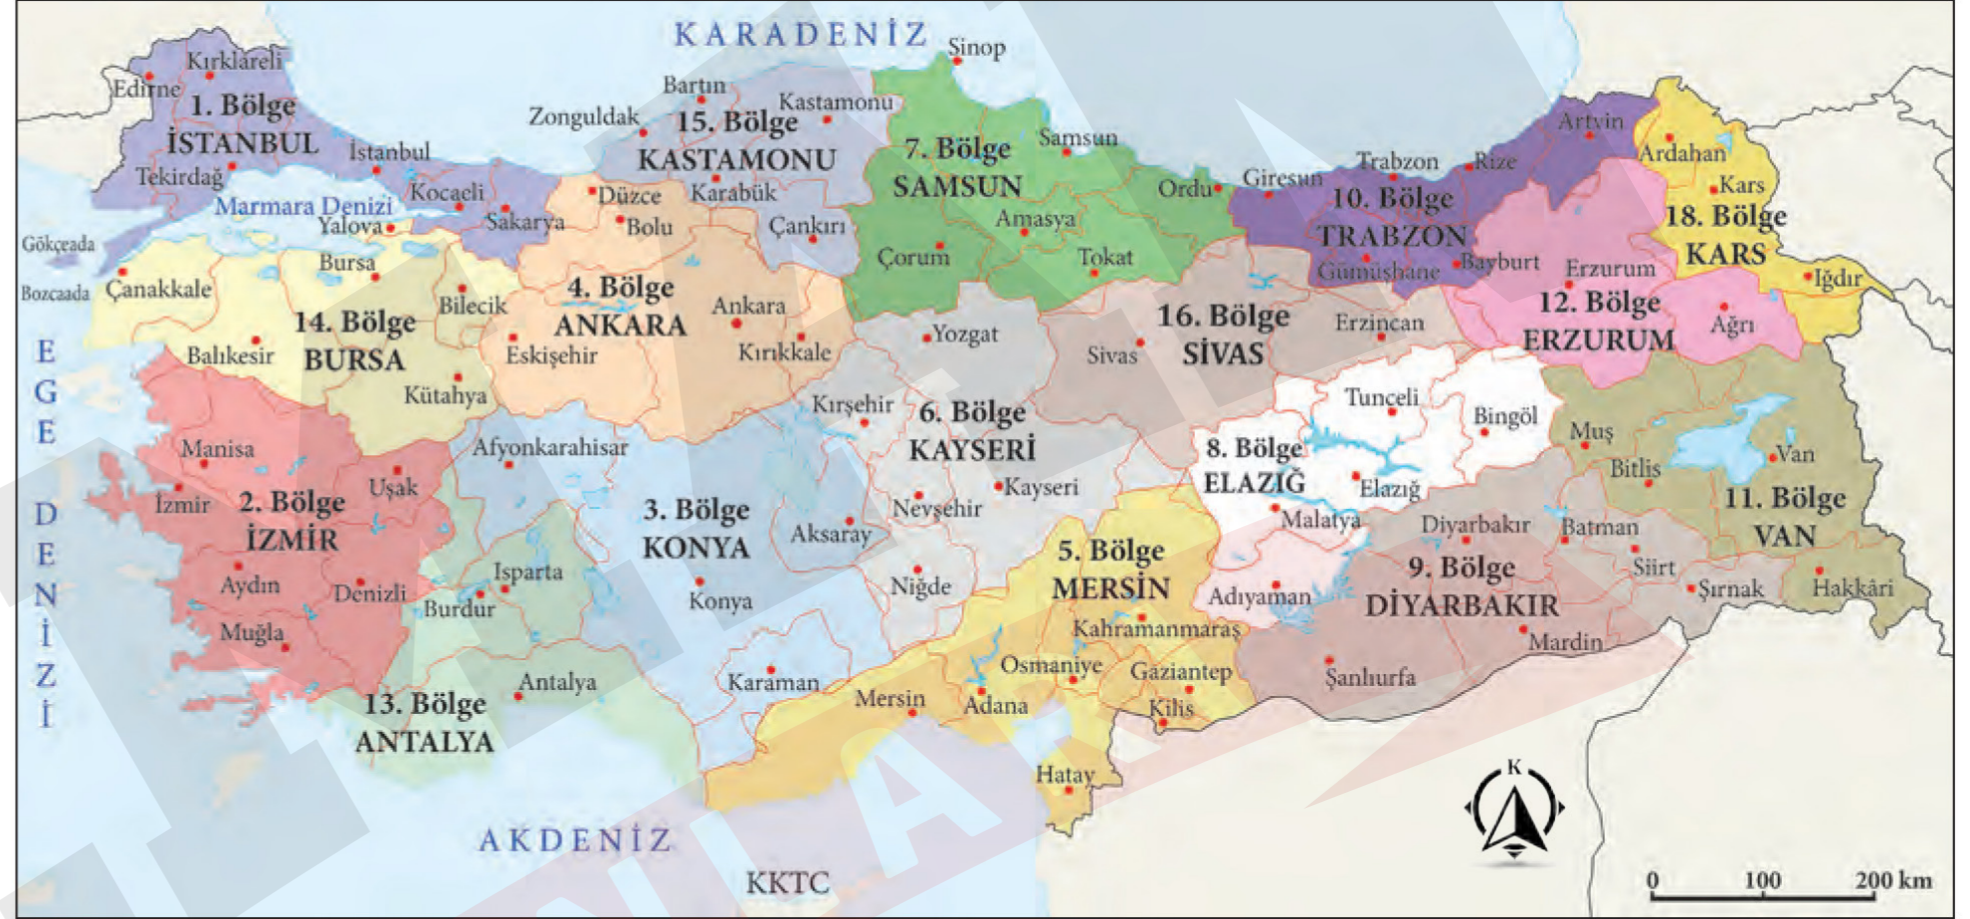 KARADENİZ
Sinop
Kırklareli
Edirne
1. Bölge
İSTANBUL
Tekirdağ
İstanbul
Kocaeli
Sakarya
Marmara Denizi
Yalova
Gökçeada
Bozcaada
Bartın
Zonguldak
Kastamonu
15. Bölge
KASTAMONU
Karabük
Çankırı
7. Bölge
SAMSUN
Samsun
Ordu
Amasya
Çorum
Tokat
Giresun
Trabzon
Rize
Artvin
10. Bölge
TRABZON
Gümüşhane
Bayburt
Ardahan
Kars
18. Bölge
KARS
Iğdır
Çanakkale
Bursa
Bilecik
14. Bölge
BURSA
Balıkesir
Kütahya
Düzce
Bolu
4. Bölge
ANKARA
Ankara
Eskişehir
Kırıkkale
Yozgat
16. Bölge
SİVAS
Sivas
Erzincan
Erzurum
12. Bölge
ERZURUM
Ağrı
EGE DENİZİ
Manisa
İzmir
Uşak
2. Bölge
İZMİR
Aydın
Denizli
Muğla
Afyonkarahisar
3. Bölge
KONYA
Aksaray
Konya
Karaman
Kırşehir
6. Bölge
KAYSERİ
Kayseri
Nevşehir
Niğde
Tunceli
Bingöl
8. Bölge
ELAZIĞ
Elazığ
Malatya
Adıyaman
Muş
Bitlis
Van
11. Bölge
VAN
Hakkâri
Isparta
Burdur
Antalya
13. Bölge
ANTALYA
5. Bölge
MERSİN
Kahramanmaraş
Osmaniye
Gaziantep
Mersin
Adana
Kilis
Hatay
Diyarbakır
Batman
Siirt
Şırnak
9. Bölge
DİYARBAKIR
Mardin
Şanlıurfa
AKDENİZ
KKTC
K
0 100 200 km